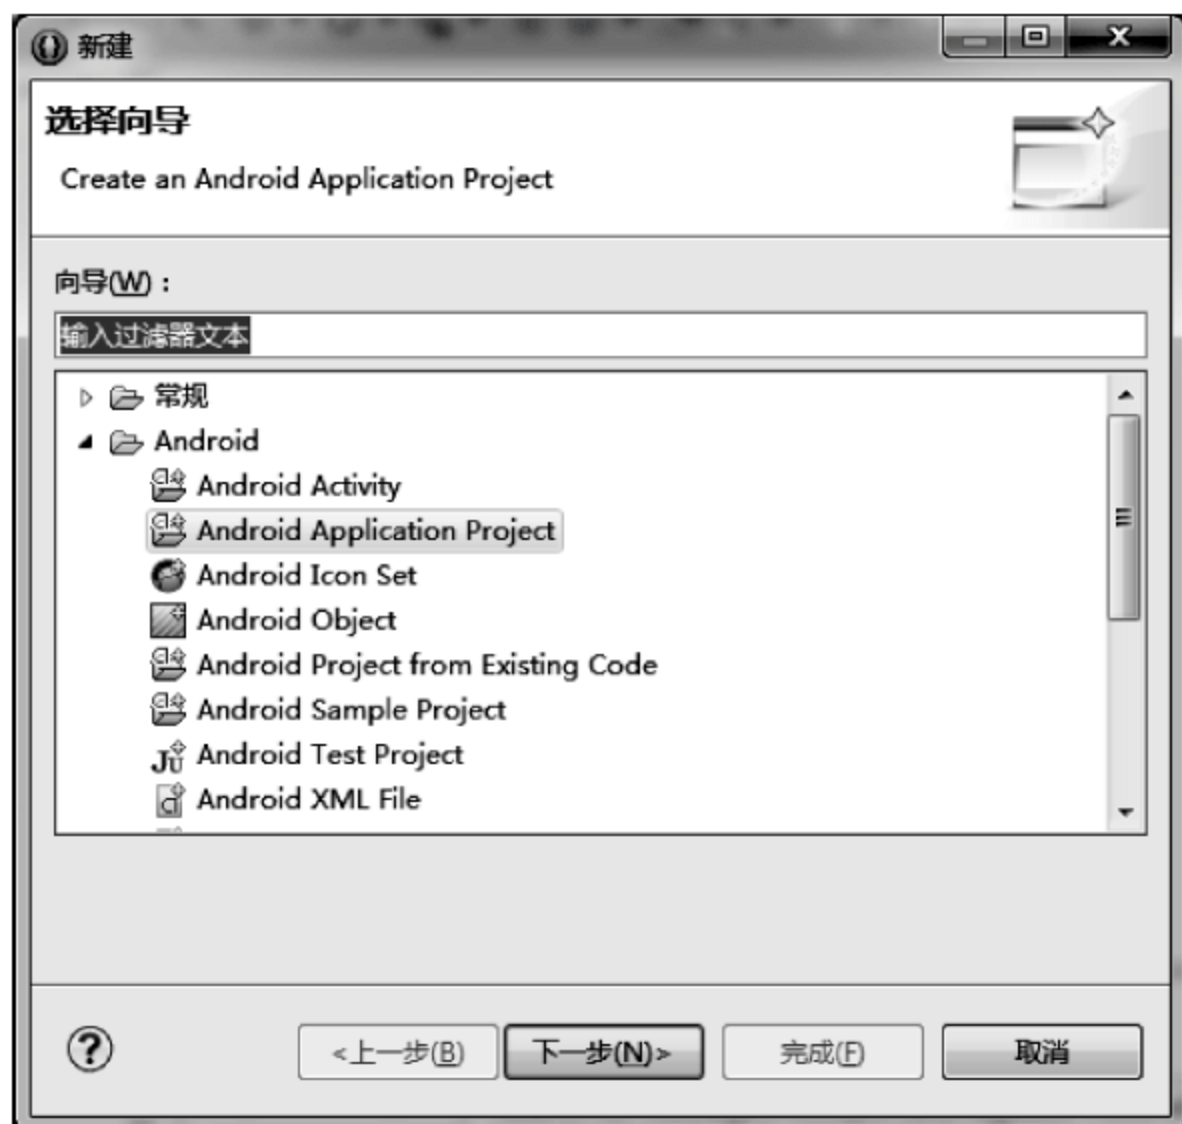 新建
选择向导
Create an Android Application Project
向导(W)：
输入过滤器文本
常规
Android
Android Activity
Android Application Project
Android Icon Set
Android Object
Android Project from Existing Code
Android Sample Project
Android Test Project
Android XML File
<上一步(B) 下一步(N)> 完成(F) 取消